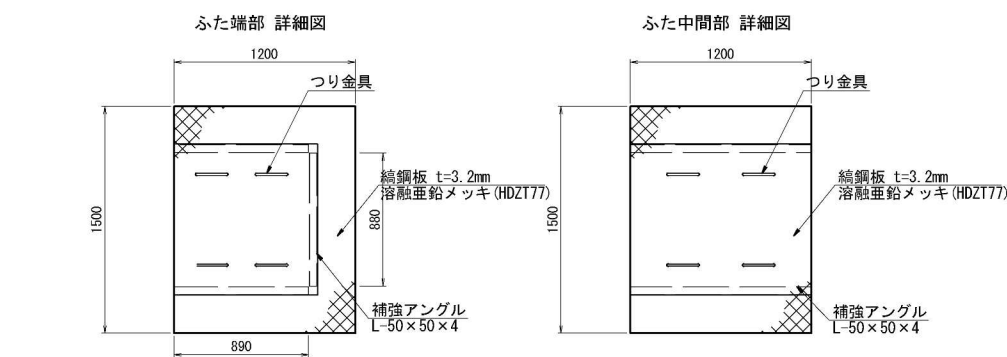 ふた端部 詳細図
1200
つり金具
1500
縞鋼板 t=3.2mm
溶融亜鉛メッキ(HDZT77)
880
補強アングル
L-50×50×4
890
ふた中間部 詳細図
1200
つり金具
1500
縞鋼板 t=3.2mm
溶融亜鉛メッキ(HDZT77)
補強アングル
L-50×50×4